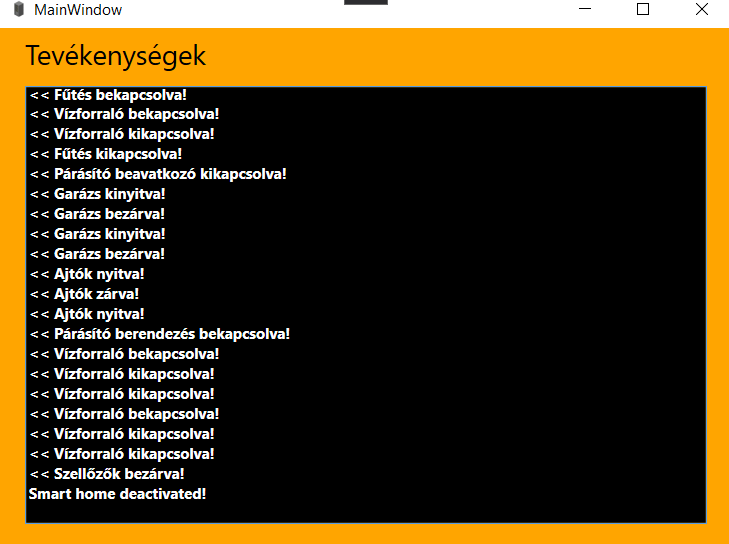 MainWindow
Tevékenységek
<< Fűtés bekapcsolva!
<< Vízforraló bekapcsolva!
<< Vízforraló kikapcsolva!
<< Fűtés kikapcsolva!
<< Párásító beavatkozó kikapcsolva!
<< Garázs kinyitva!
<< Garázs bezárva!
<< Garázs kinyitva!
<< Garázs bezárva!
<< Ajtók nyitva!
<< Ajtók zárva!
<< Ajtók nyitva!
<< Párásító berendezés bekapcsolva!
<< Vízforraló bekapcsolva!
<< Vízforraló kikapcsolva!
<< Vízforraló kikapcsolva!
<< Vízforraló bekapcsolva!
<< Vízforraló kikapcsolva!
<< Vízforraló kikapcsolva!
<< Szellőzők bezárva!
Smart home deactivated!